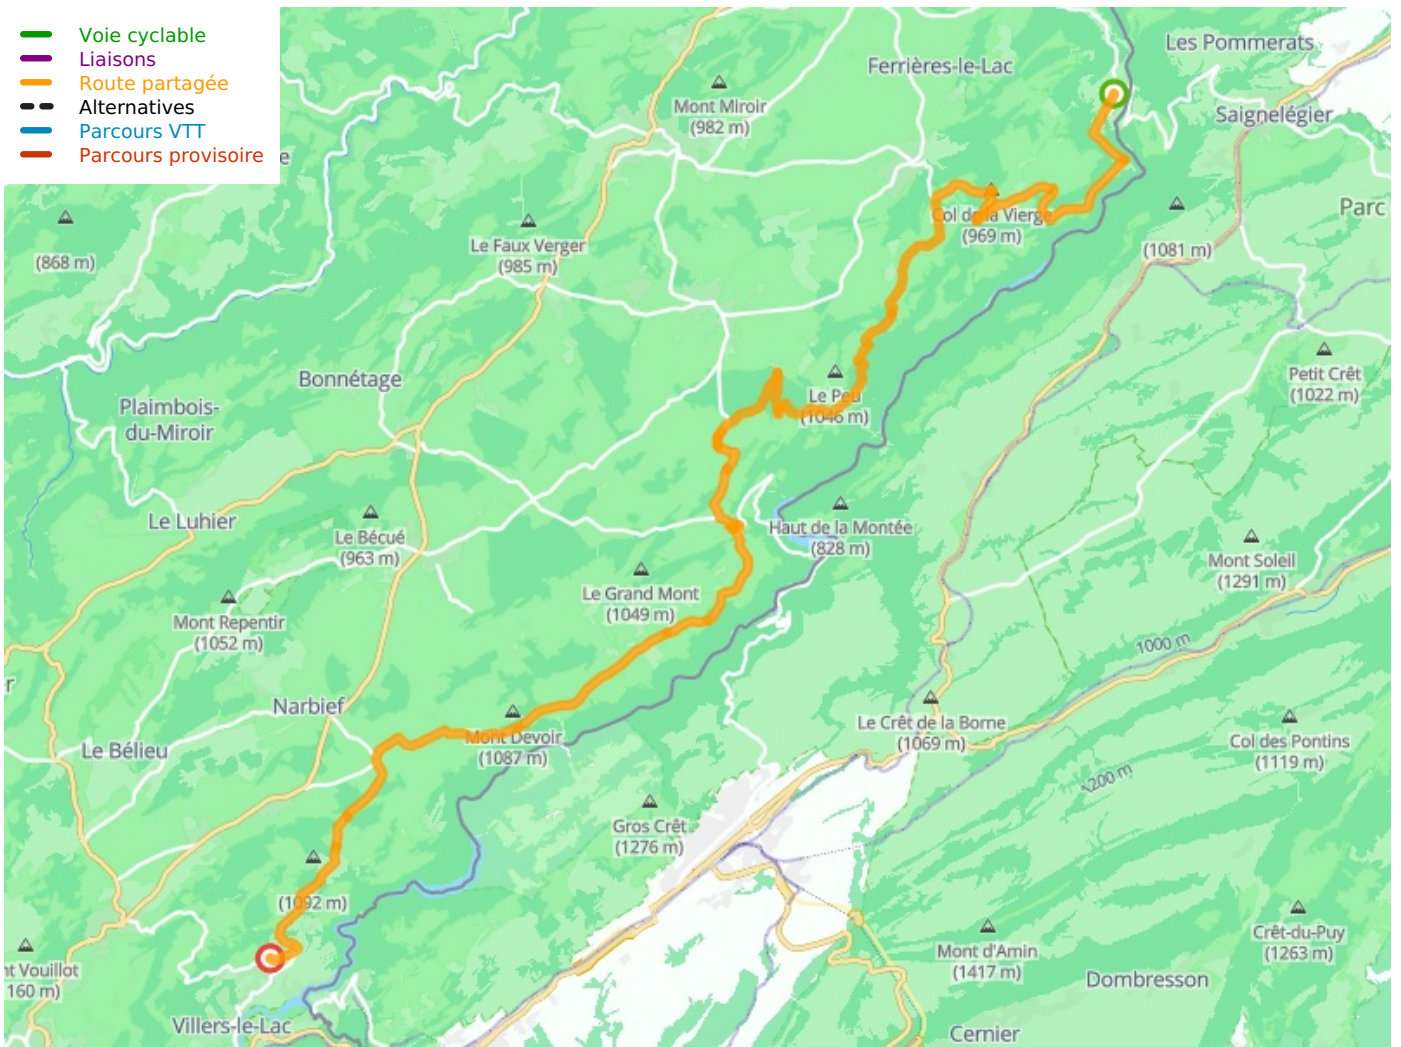 Voie cyclable
Liaisons
Route partagée
Alternatives
Parcours VTT
Parcours provisoire
Les Pommerats
Ferrières-le-Lac
Mont Miroir
(982 m)
Saignelégier
e
Parc
Col de la Vierge
(969 m)
(868 m)
Le Faux Verger
(985 m)
(1081 m)
Bonnétage
Petit Crêt
(1022 m)
Plaimbois-
du-Miroir
Le Peu
(1046 m)
Le Luhier
Le Bécué
(963 m)
Haut de la Montée
(828 m)
Mont Soleil
(1291 m)
Le Grand Mont
(1049 m)
Mont Repentir
(1052 m)
1000 m
r
Narbief
Le Crêt de la Borne
(1069 m)
Le Bélieu
Mont Devoir
(1087 m)
Col des Pontins
(1119 m)
1200 m
Gros Crêt
(1276 m)
(1092 m)
Crêt-du-Puy
(1263 m)
Mont d'Amin
(1417 m)
nt Vouillot
160 m)
Dombresson
Villers-le-Lac
Cernier